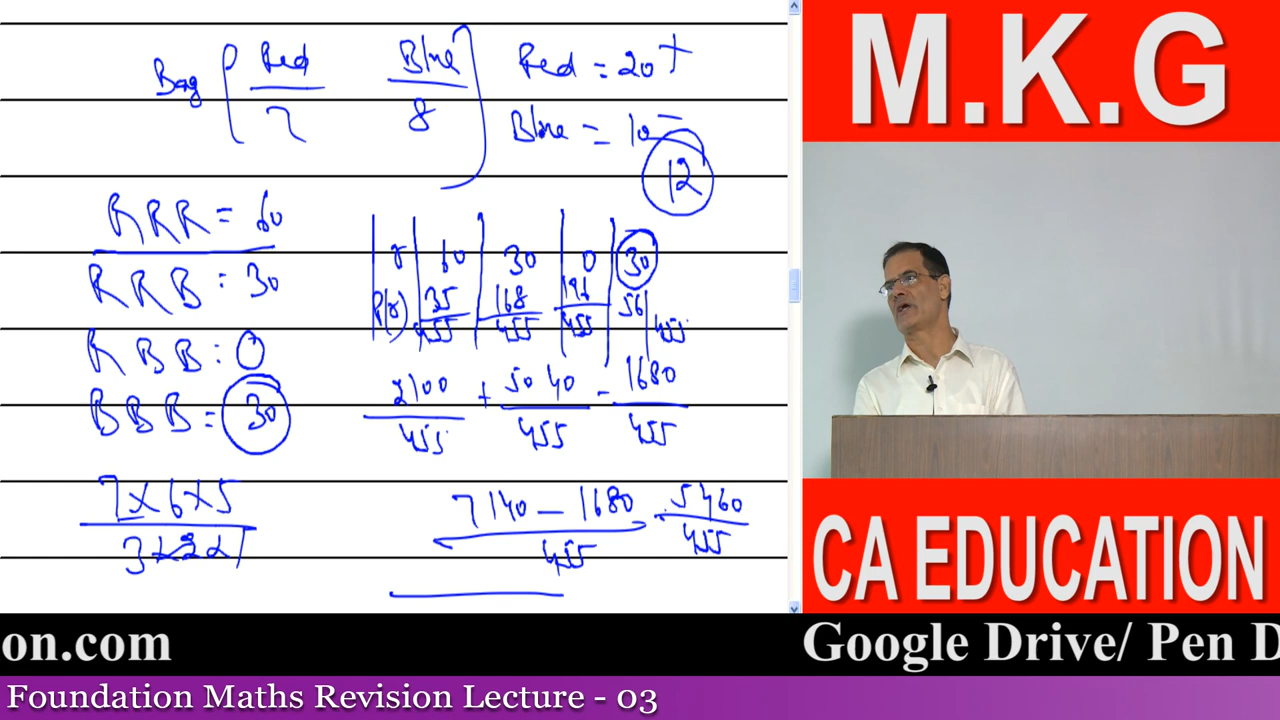 Bag Red Blue Red = 20 +
7 8 Blue = 10 -
12
RRR = 60
RRB : 30
RBB : 0
BBB = 30
x 60 30 0 30
P(x) 35/455 168/455 196/455 56/455
2100/455 + 5040/455 - 1680/455
7 x 6 x 5
3 x 2 x 1
7140 - 1680 5460
455 455
M.K.G
CA EDUCATION
on.com Google Drive/ Pen D
Foundation Maths Revision Lecture - 03